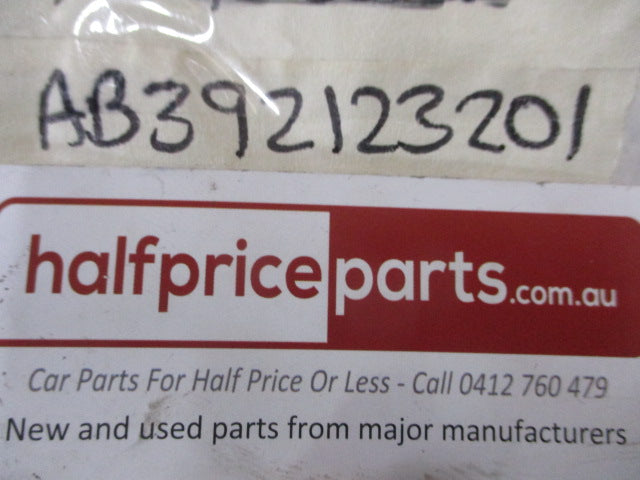 AB392123201
halfpriceparts.com.au
Car Parts For Half Price Or Less - Call 0412 760 479
New and used parts from major manufacturers